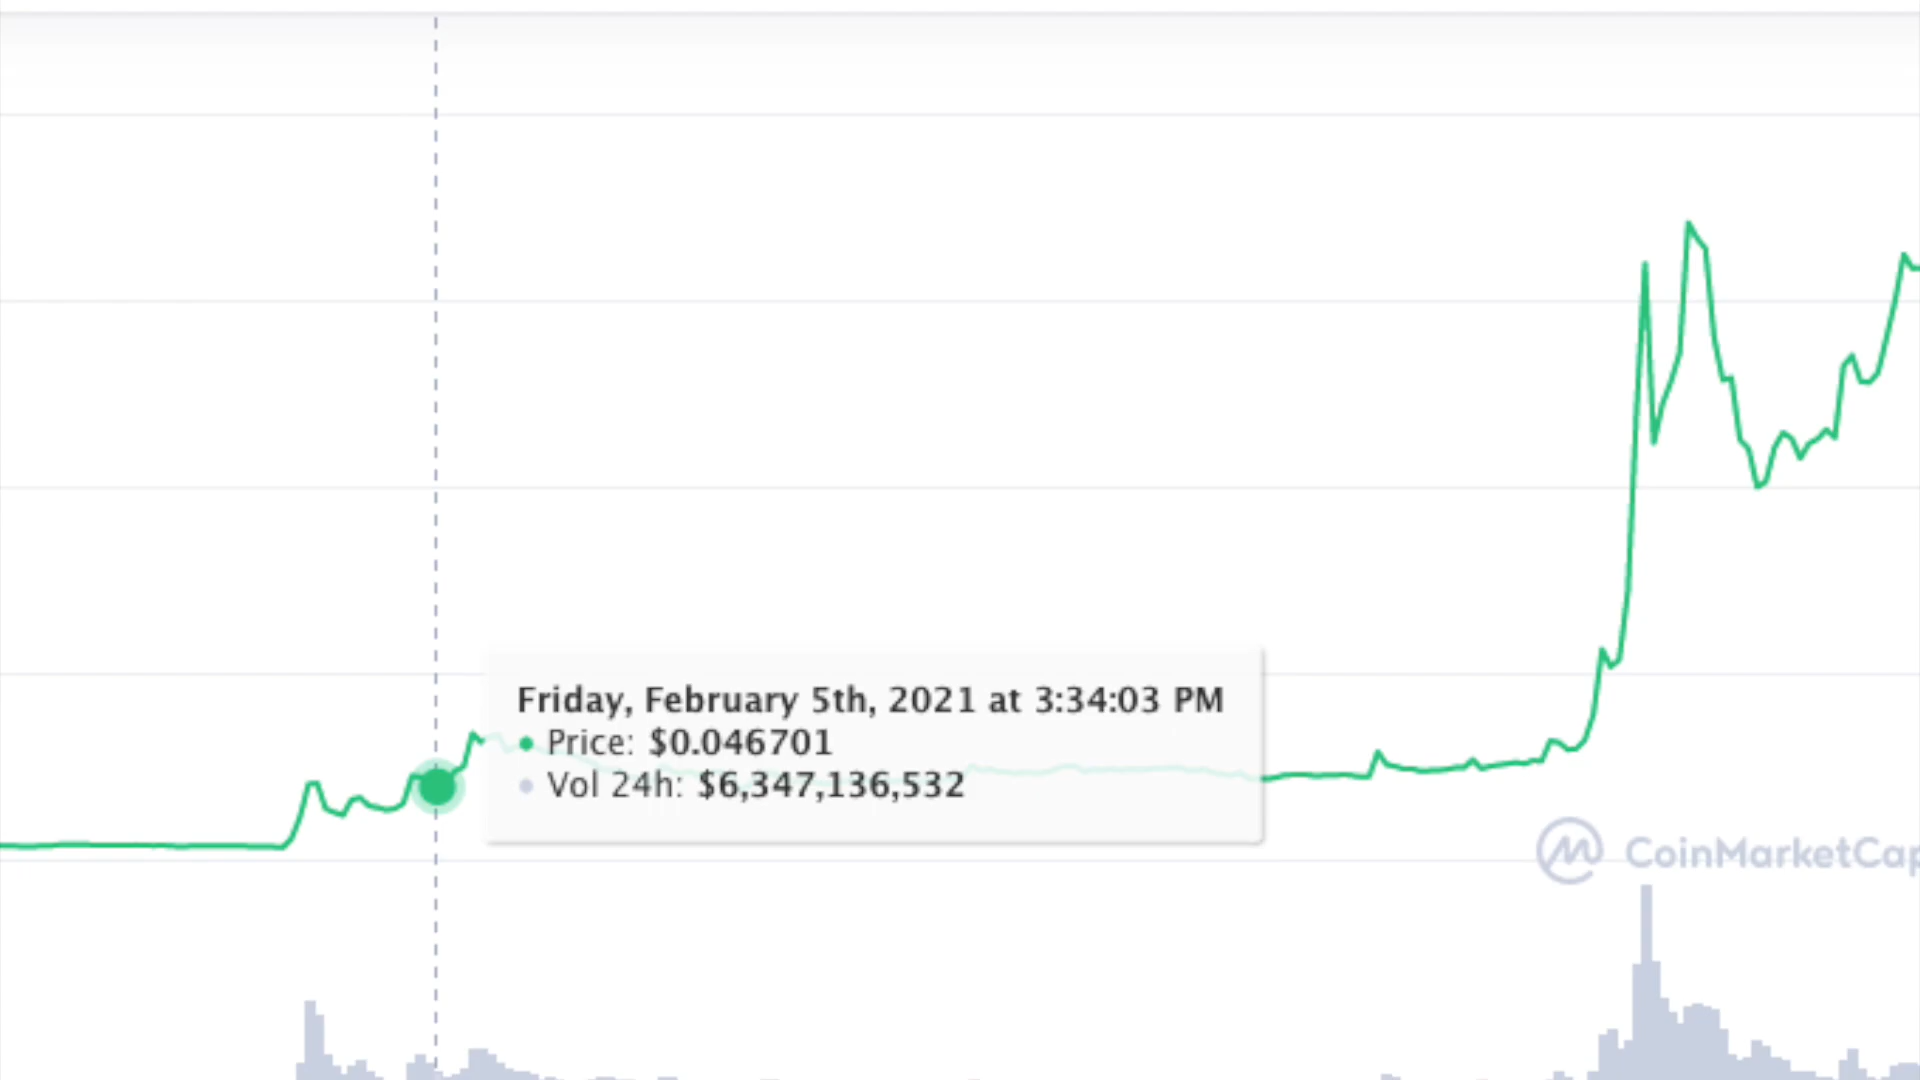 Friday, February 5th, 2021 at 3:34:03 PM
Price: $0.046701
Vol 24h: $6,347,136,532
CoinMarketCap